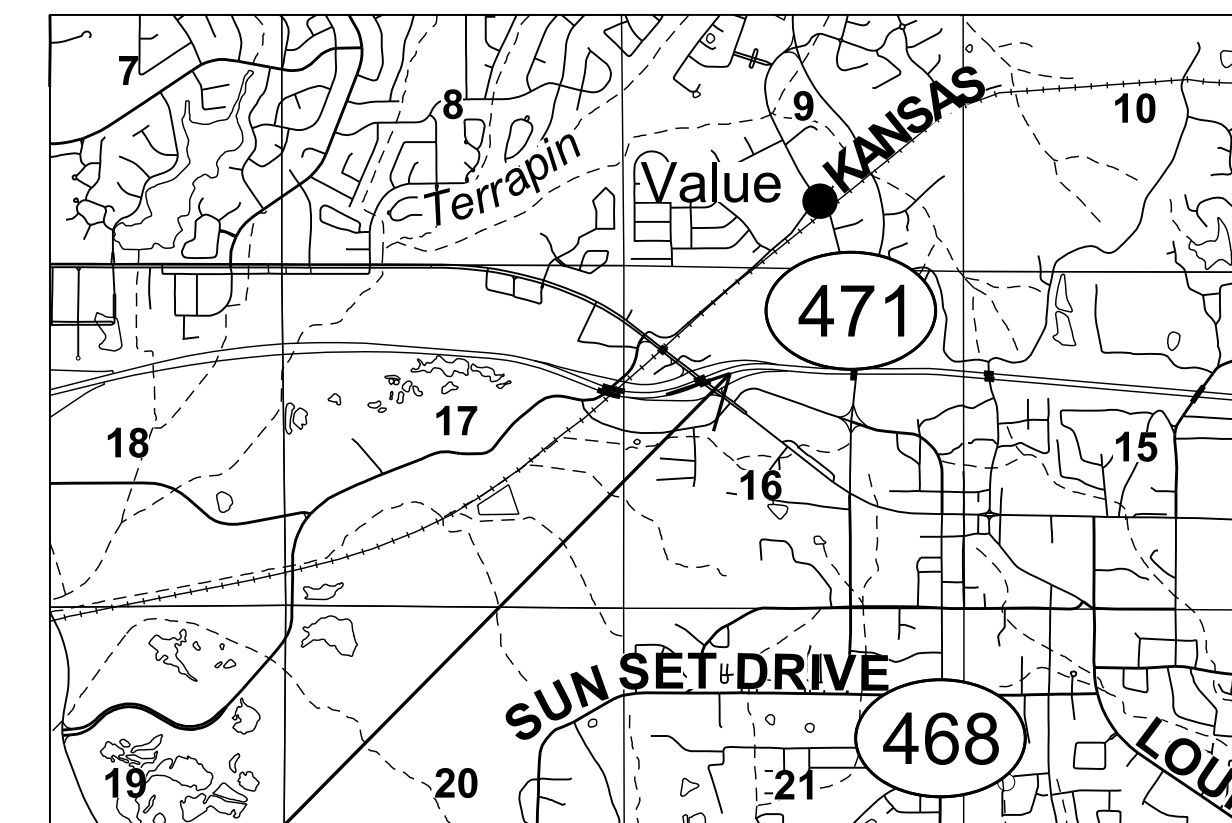 7
8
9
10
KANSAS
Terrapin
Value
471
18
17
16
15
SUN SET DRIVE
468
LOU
19
20
21